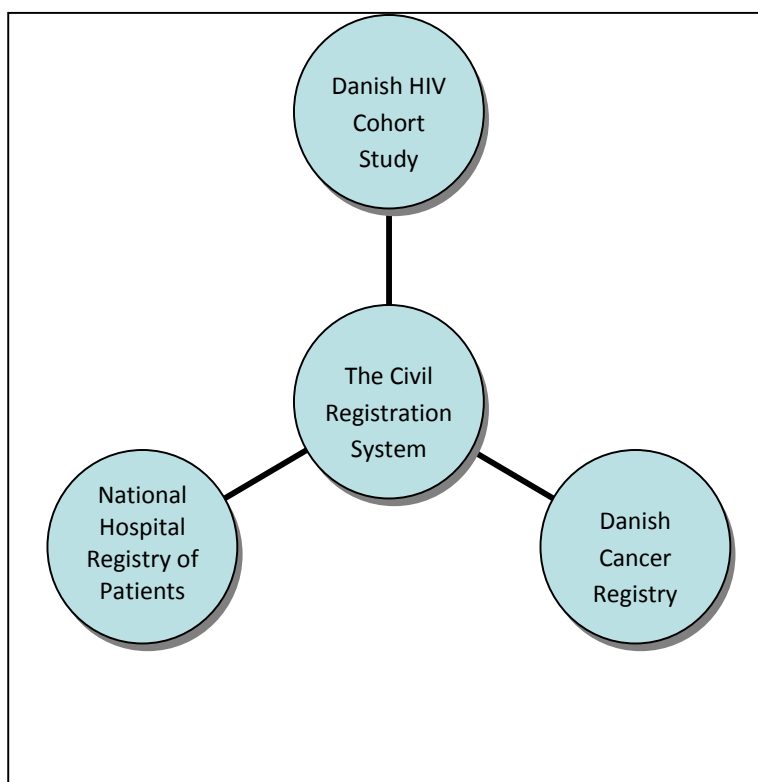 Danish HIV
Cohort
Study
The Civil
Registration
System
National
Hospital
Registry of
Patients
Danish
Cancer
Registry